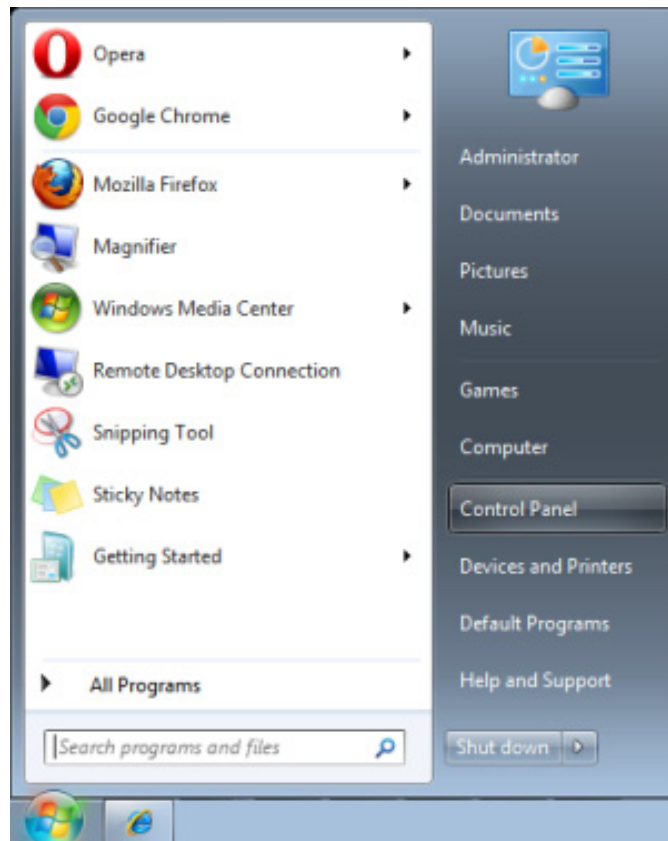 Opera
Google Chrome
Mozilla Firefox
Magnifier
Windows Media Center
Remote Desktop Connection
Snipping Tool
Sticky Notes
Getting Started
All Programs
Search programs and files
Administrator
Documents
Pictures
Music
Games
Computer
Control Panel
Devices and Printers
Default Programs
Help and Support
Shut down